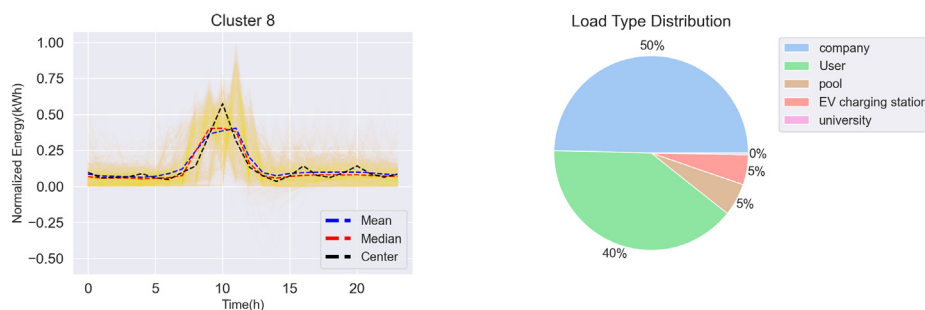 Cluster 8
Normalized Energy(kWh)
1.00
0.75
0.50
0.25
0.00
−0.25
−0.50
0
5
10
15
20
Time(h)
Mean
Median
Center
Load Type Distribution
50%
40%
5%
5%
0%
company
User
pool
EV charging station
university